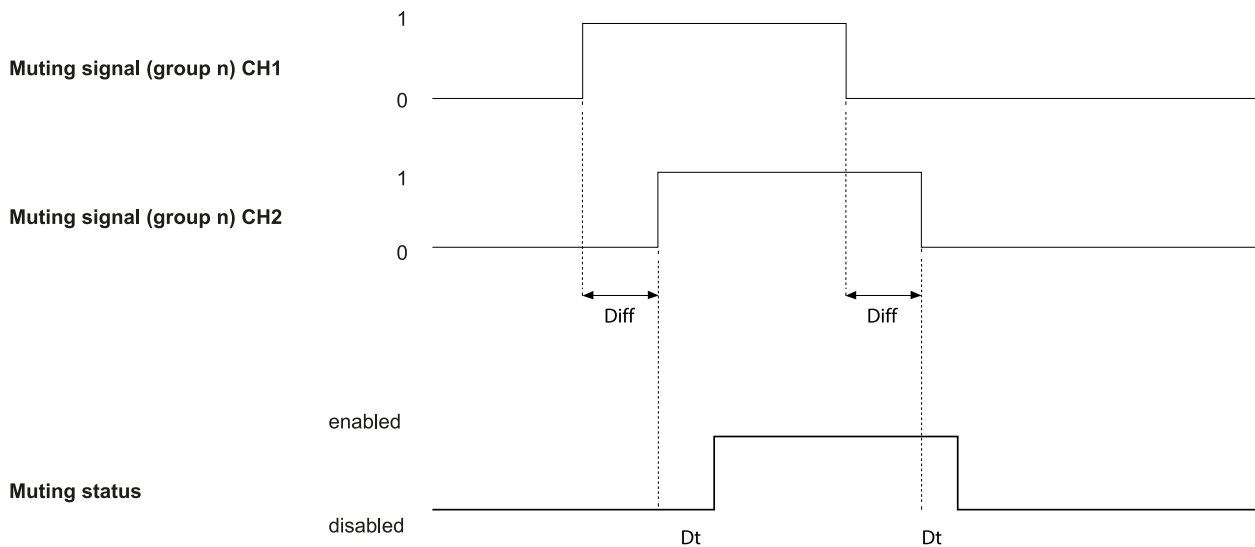 1
Muting signal (group n) CH1
0
1
Muting signal (group n) CH2
0
Diff Diff
enabled
Muting status
disabled
Dt Dt